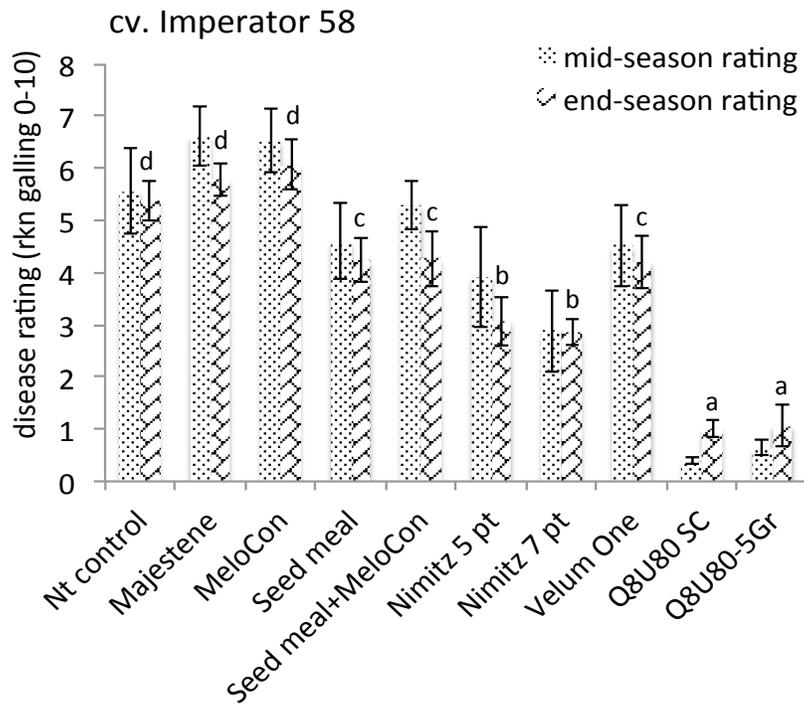 cv. Imperator 58
mid-season rating
end-season rating
disease rating (rkn galling 0-10)
8
7
6
5
4
3
2
1
0
d
d
d
c
c
b
b
c
a
a
Nt control
Majestene
MeloCon
Seed meal
Seed meal+MeloCon
Nimitz 5 pt
Nimitz 7 pt
Velum One
Q8U80 SC
Q8U80-5Gr